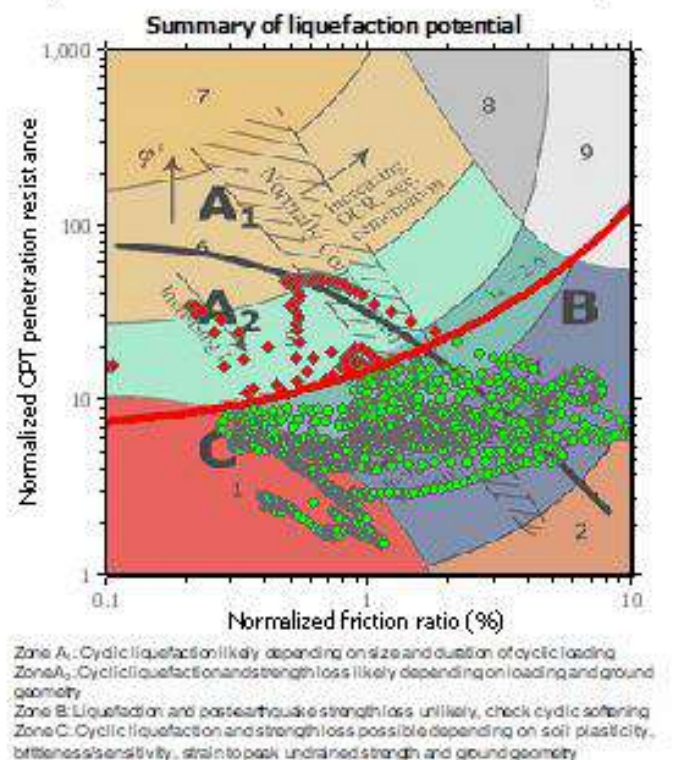 Summary of liquefaction potential
1,000
7
8
9
φ'
Normally Co
increasing
OCR, age,
cementation
A1
100
6
A2
B
5
10
C
1
2
1
0.1
1
10
Normalized CPT penetration resistance
Normalized friction ratio (%)
Zone A₁: Cyclic liquefaction likely depending on size and duration of cyclic loading
Zone A₂: Cyclic liquefaction and strength loss likely depending on loading and ground
geometry
Zone B: Liquefaction and post-earthquake strength loss unlikely, check cyclic softening
Zone C: Cyclic liquefaction and strength loss possible depending on soil plasticity,
brittleness/sensitivity, strain to peak undrained strength and ground geometry